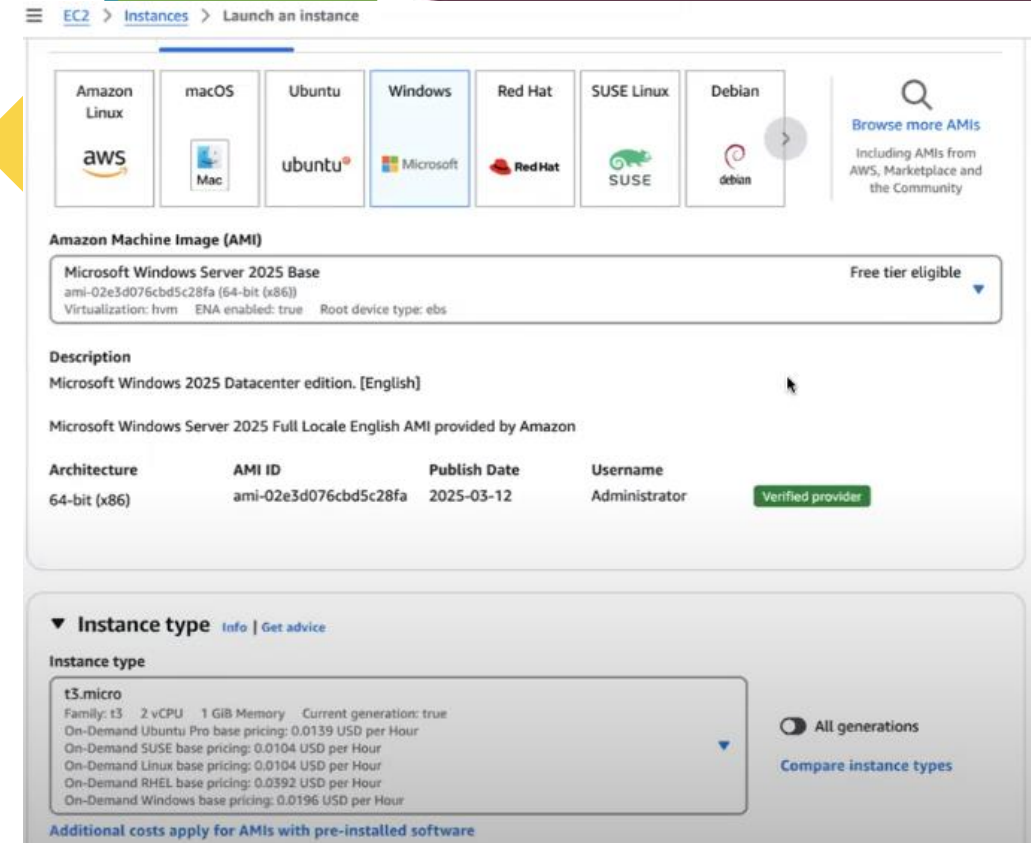 EC2 > Instances > Launch an instance
Amazon Linux
aws
macOS
Mac
Ubuntu
ubuntu
Windows
Microsoft
Red Hat
Red Hat
SUSE Linux
SUSE
Debian
debian
Browse more AMIs
Including AMIs from
AWS, Marketplace and
the Community
Amazon Machine Image (AMI)
Microsoft Windows Server 2025 Base
Free tier eligible
ami-02e3d076cbd5c28fa (64-bit (x86))
Virtualization: hvm ENA enabled: true Root device type: ebs
Description
Microsoft Windows 2025 Datacenter edition. [English]
Microsoft Windows Server 2025 Full Locale English AMI provided by Amazon
Architecture AMI ID Publish Date Username
64-bit (x86) ami-02e3d076cbd5c28fa 2025-03-12 Administrator Verified provider
Instance type Info | Get advice
Instance type
t3.micro
Family: t3 2 vCPU 1 GiB Memory Current generation: true
On-Demand Ubuntu Pro base pricing: 0.0139 USD per Hour
On-Demand SUSE base pricing: 0.0104 USD per Hour
On-Demand Linux base pricing: 0.0104 USD per Hour
On-Demand RHEL base pricing: 0.0392 USD per Hour
On-Demand Windows base pricing: 0.0196 USD per Hour
All generations
Compare instance types
Additional costs apply for AMIs with pre-installed software